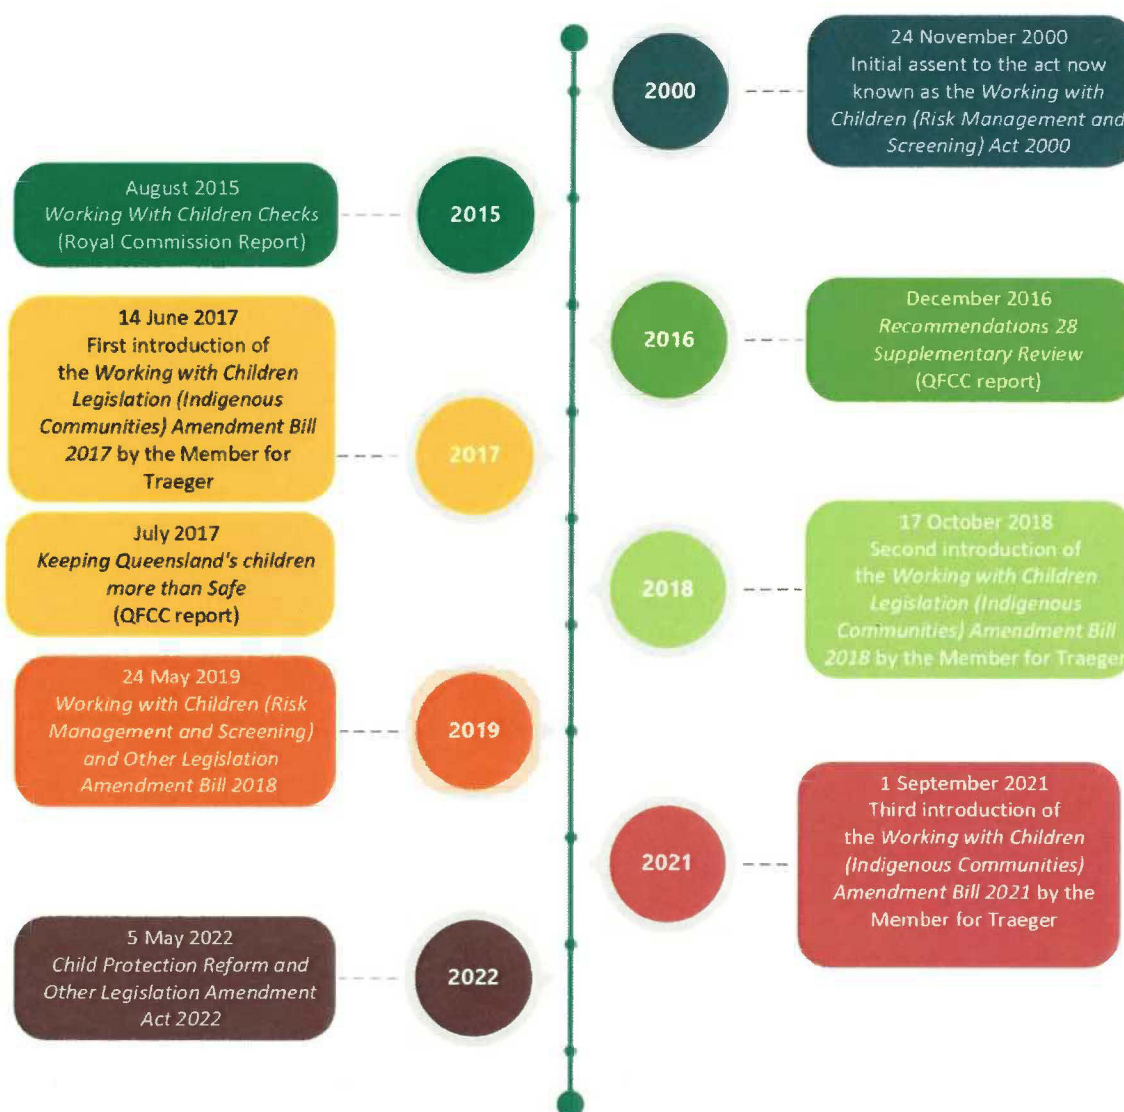 2000
24 November 2000
Initial assent to the act now
known as the Working with
Children (Risk Management and
Screening) Act 2000
August 2015
Working With Children Checks
(Royal Commission Report)
2015
2016
December 2016
Recommendations 28
Supplementary Review
(QFCC report)
14 June 2017
First introduction of
the Working with Children
Legislation (Indigenous
Communities) Amendment Bill
2017 by the Member for
Traeger
2017
July 2017
Keeping Queensland's children
more than Safe
(QFCC report)
2018
17 October 2018
Second introduction of
the Working with Children
Legislation (Indigenous
Communities) Amendment Bill
2018 by the Member for Traeger
24 May 2019
Working with Children (Risk
Management and Screening)
and Other Legislation
Amendment Bill 2018
2019
2021
1 September 2021
Third introduction of
the Working with Children
(Indigenous Communities)
Amendment Bill 2021 by the
Member for Traeger
5 May 2022
Child Protection Reform and
Other Legislation Amendment
Act 2022
2022